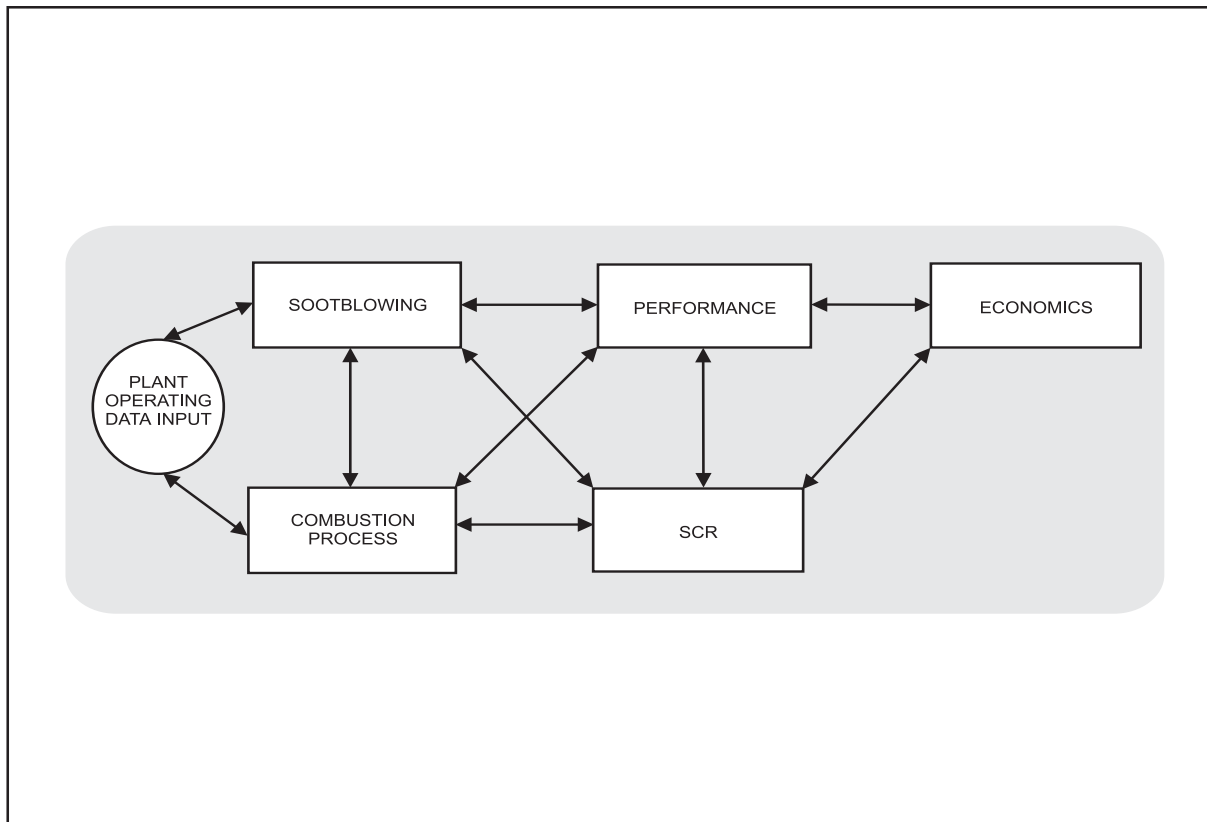 SOOTBLOWING
PERFORMANCE
ECONOMICS
PLANT
OPERATING
DATA INPUT
COMBUSTION
PROCESS
SCR